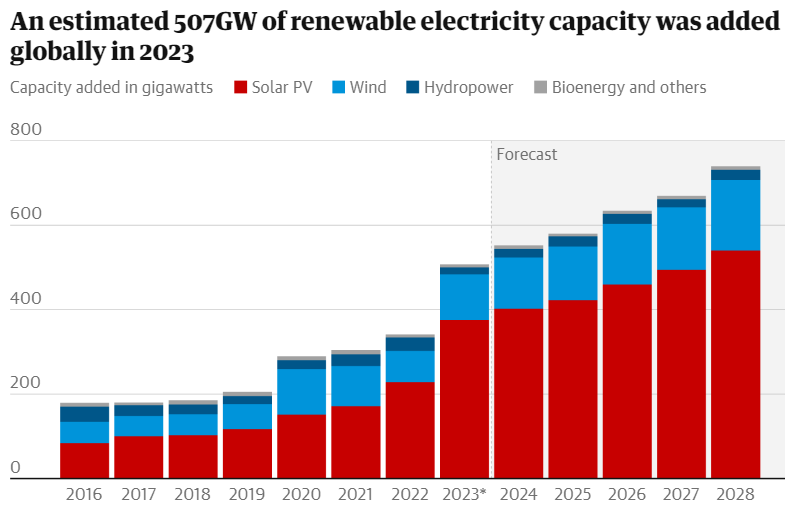 An estimated 507GW of renewable electricity capacity was added
globally in 2023
Capacity added in gigawatts Solar PV Wind Hydropower Bioenergy and others
800
Forecast
600
400
200
0
2016 2017 2018 2019 2020 2021 2022 2023* 2024 2025 2026 2027 2028